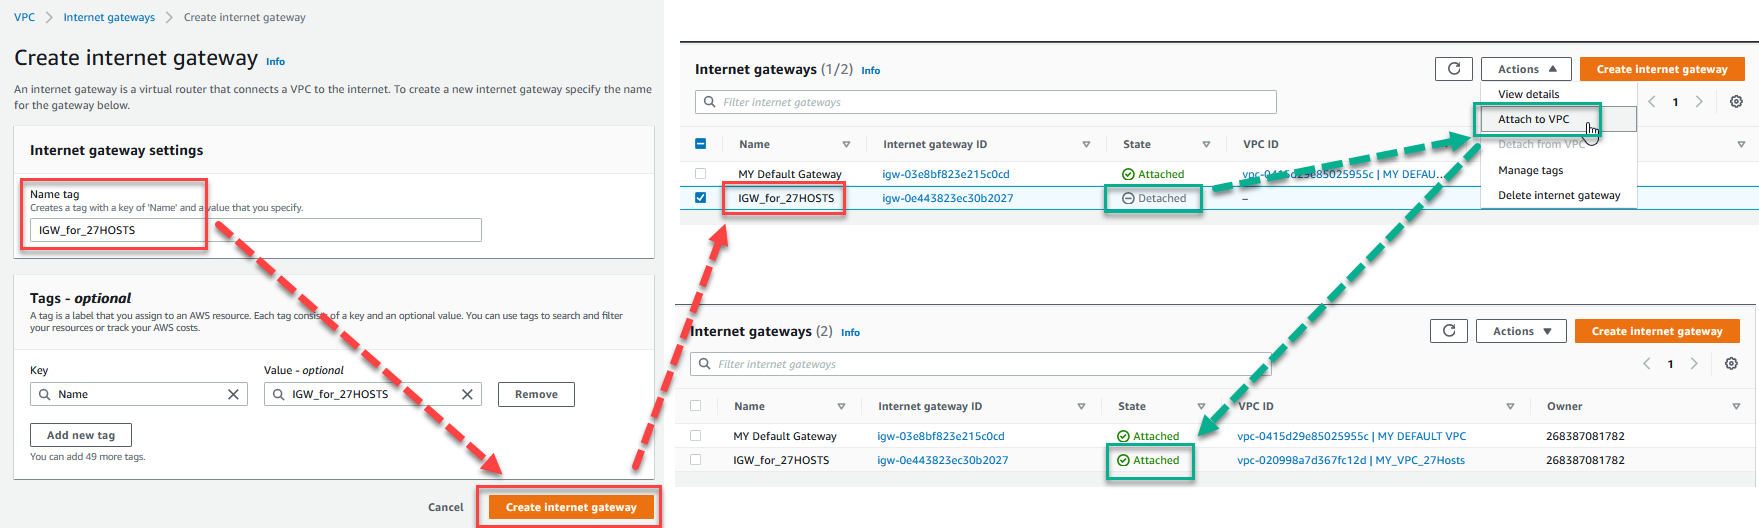 VPC > Internet gateways > Create internet gateway
Create internet gateway Info
An internet gateway is a virtual router that connects a VPC to the internet. To create a new internet gateway specify the name
for the gateway below.
Internet gateway settings
Name tag
Creates a tag with a key of 'Name' and a value that you specify.
IGW_for_27HOSTS
Tags - optional
A tag is a label that you assign to an AWS resource. Each tag consists of a key and an optional value. You can use tags to search and filter
your resources or track your AWS costs.
Key Value - optional
Name IGW_for_27HOSTS Remove
Add new tag
You can add 49 more tags.
Cancel Create internet gateway
Internet gateways (1/2) Info Actions Create internet gateway
Filter internet gateways 1
View details
Attach to VPC
Detach from VPC
Manage tags
Delete internet gateway
Name Internet gateway ID State VPC ID
MY Default Gateway igw-03e8bf823e215c0cd Attached vpc-0415d29e85025955c | MY DEFAU...
IGW_for_27HOSTS igw-0e443823ec30b2027 Detached –
Internet gateways (2) Info Actions Create internet gateway
Filter internet gateways 1
Name Internet gateway ID State VPC ID Owner
MY Default Gateway igw-03e8bf823e215c0cd Attached vpc-0415d29e85025955c | MY DEFAULT VPC 268387081782
IGW_for_27HOSTS igw-0e443823ec30b2027 Attached vpc-020998a7d367fc12d | MY_VPC_27Hosts 268387081782